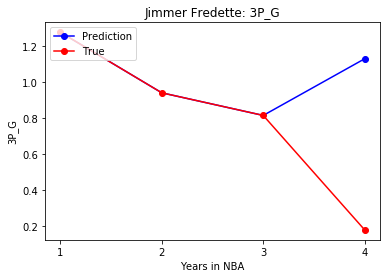 Jimmer Fredette: 3P_G
Prediction
True
1.2
1.0
0.8
0.6
0.4
0.2
3P_G
1 2 3 4
Years in NBA